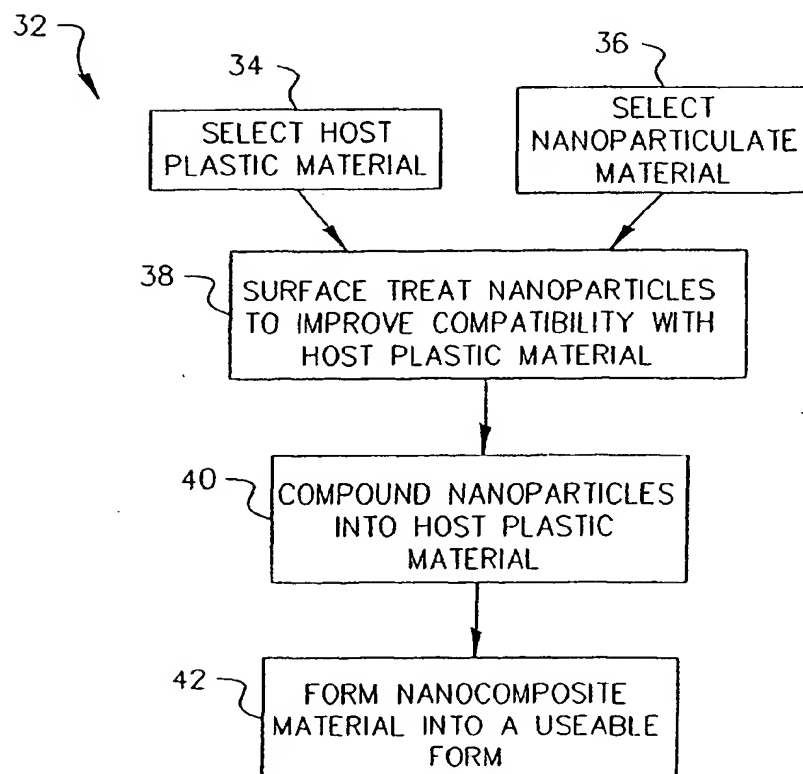 32
34
36
SELECT HOST
PLASTIC MATERIAL
SELECT
NANOPARTICULATE
MATERIAL
38
SURFACE TREAT NANOPARTICLES
TO IMPROVE COMPATIBILITY WITH
HOST PLASTIC MATERIAL
40
COMPOUND NANOPARTICLES
INTO HOST PLASTIC
MATERIAL
42
FORM NANOCOMPOSITE
MATERIAL INTO A USEABLE
FORM